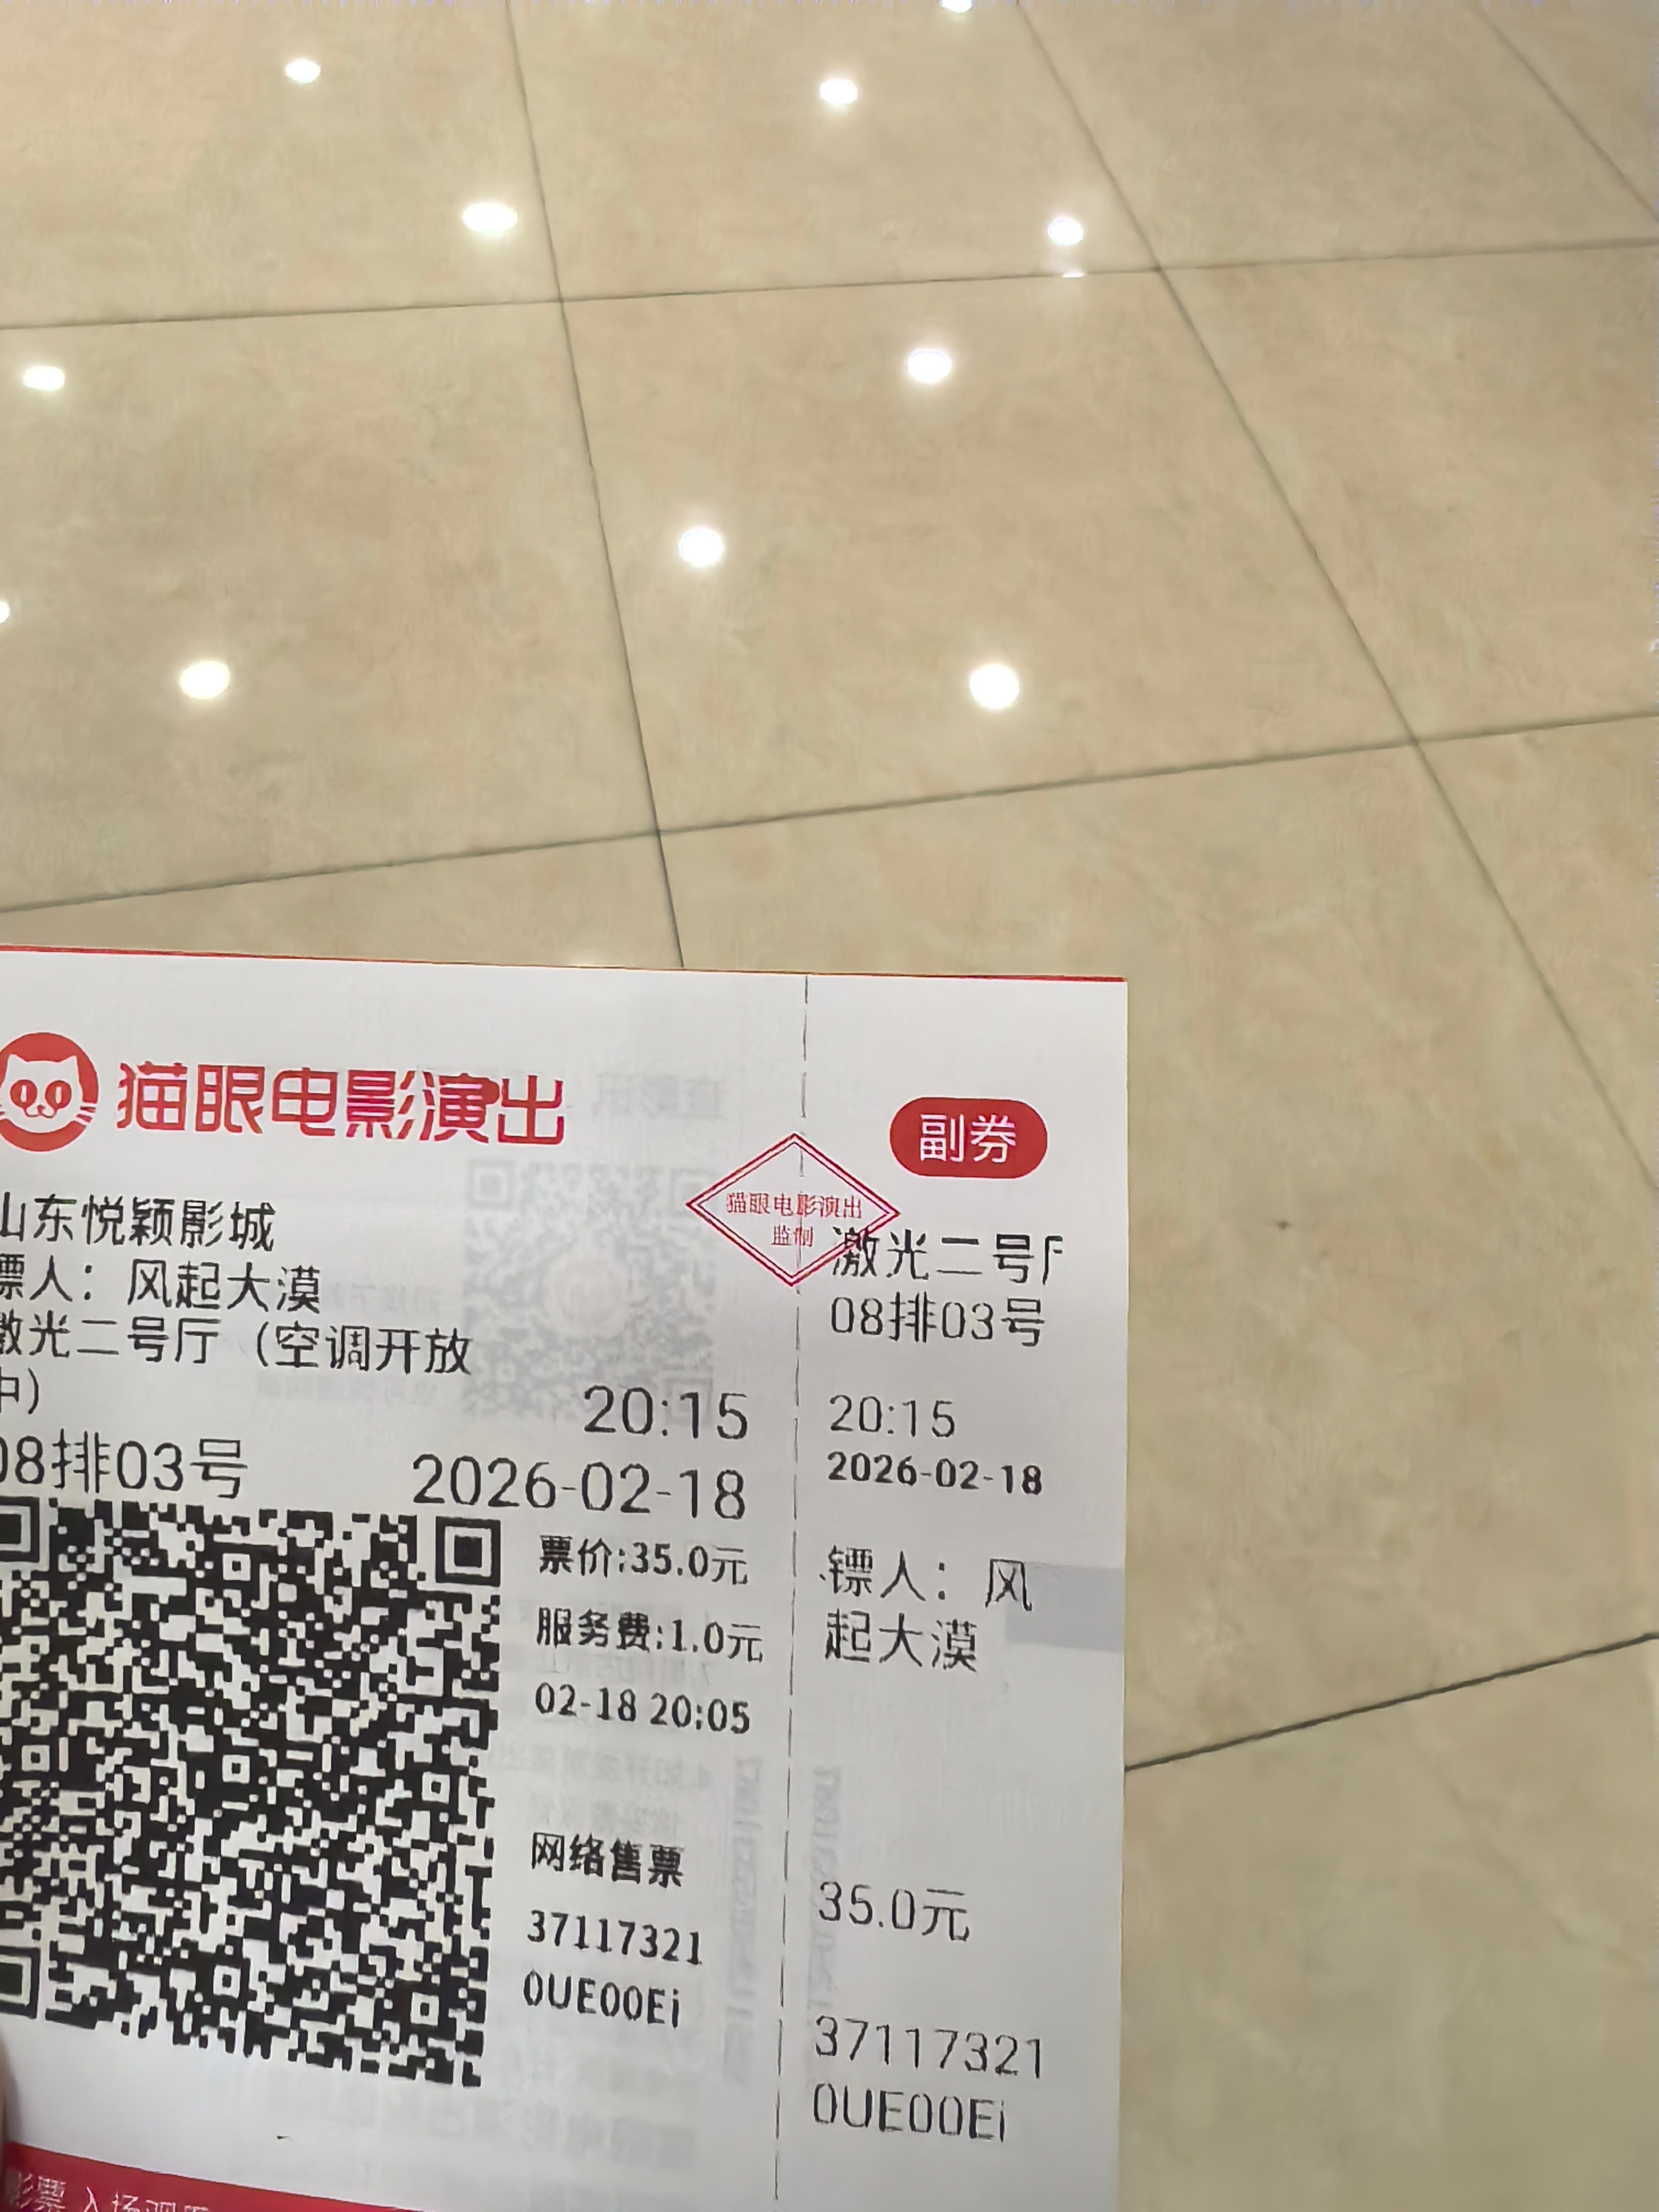 猫眼电影演出
山东悦颖影城
镖人：风起大漠
激光二号厅（空调开放
中）
20:15
08排03号
2026-02-18
票价:35.0元
服务费:1.0元
02-18 20:05
网络售票
37117321
0UE00Ei
猫眼电影演出
监制
副券
激光二号
08排03号
20:15
2026-02-18
镖人：风
起大漠
35.0元
37117321
0UE00Ei
影票 入场观